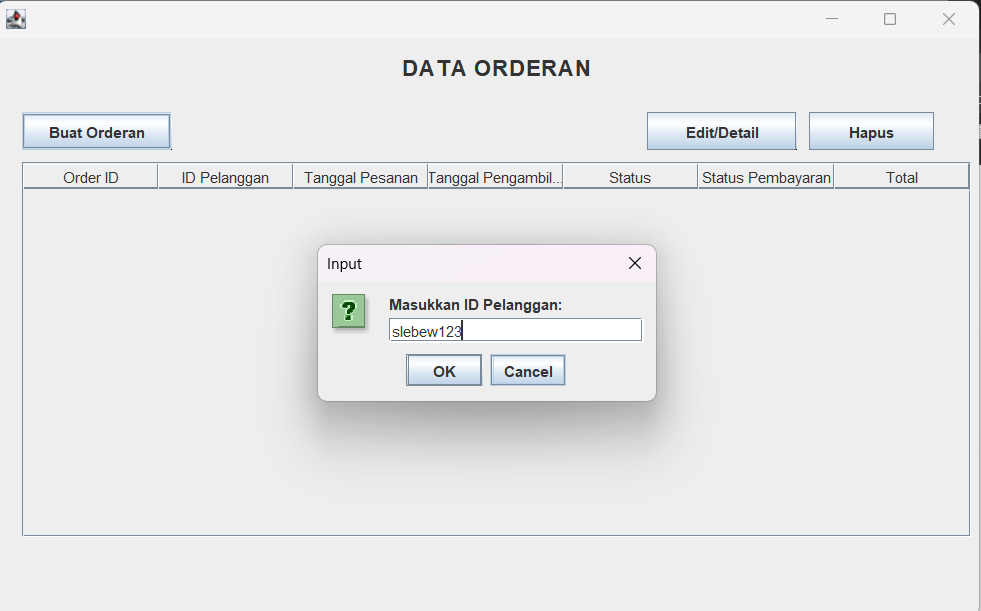 DATA ORDERAN
Buat Orderan
Edit/Detail
Hapus
Order ID
ID Pelanggan
Tanggal Pesanan
Tanggal Pengambil...
Status
Status Pembayaran
Total
Input
?
Masukkan ID Pelanggan:
slebew123
OK
Cancel